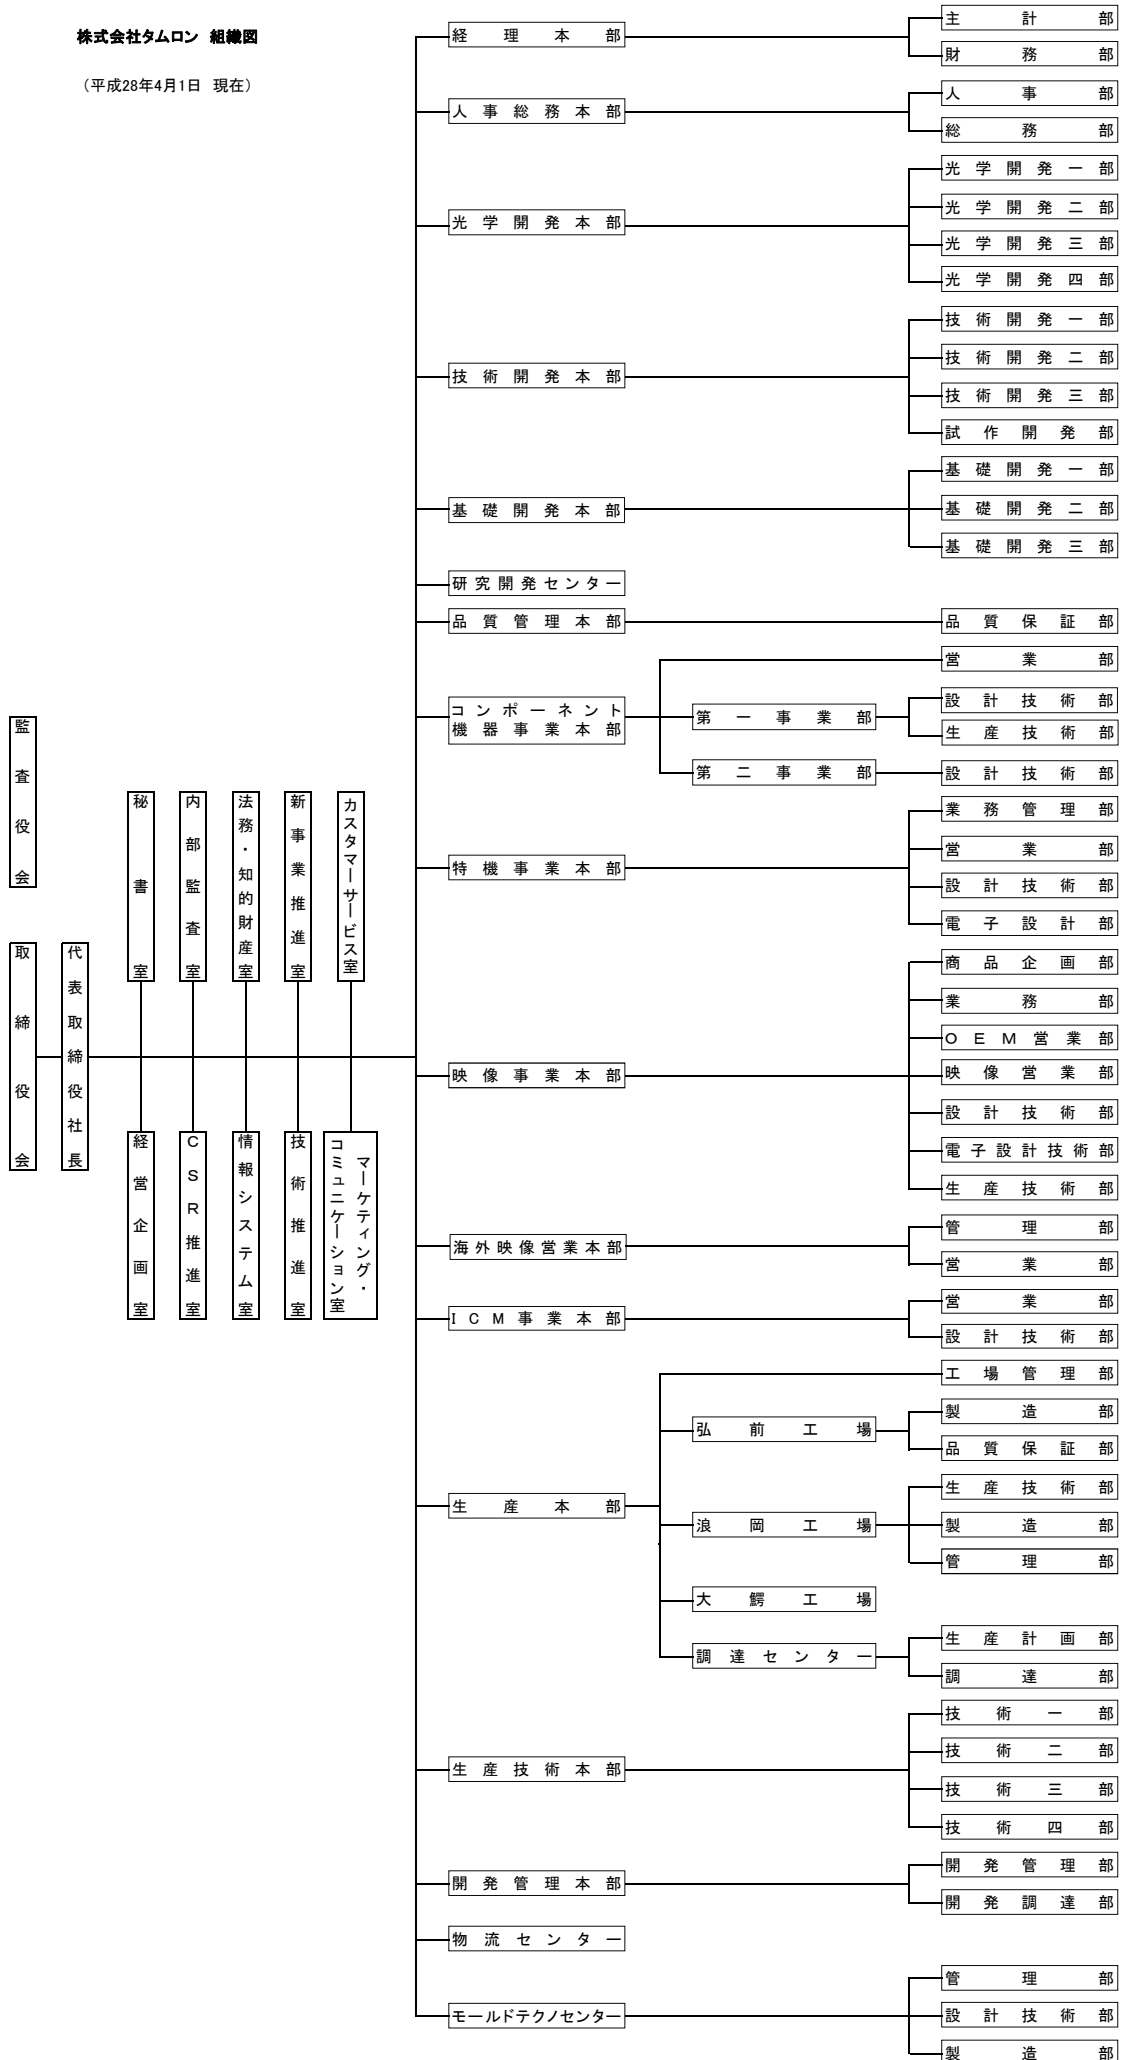 株式会社タムロン 組織図
（平成28年4月1日 現在）
監査役会
取締役会
代表取締役社長
秘書室
内部監査室
法務・知的財産室
新事業推進室
カスタマーサービス室
経営企画室
CSR推進室
情報システム室
技術推進室
マーケティング・
コミュニケーション室
経理本部
主計部
財務部
人事総務本部
人事部
総務部
光学開発本部
光学開発一部
光学開発二部
光学開発三部
光学開発四部
技術開発本部
技術開発一部
技術開発二部
技術開発三部
試作開発部
基礎開発本部
基礎開発一部
基礎開発二部
基礎開発三部
研究開発センター
品質管理本部
品質保証部
コンポーネント
機器事業本部
営業部
第一事業部
設計技術部
生産技術部
第二事業部
設計技術部
特機事業本部
業務管理部
営業部
設計技術部
電子設計部
映像事業本部
商品企画部
業務部
OEM営業部
映像営業部
設計技術部
電子設計技術部
生産技術部
海外映像営業本部
管理部
営業部
ICM事業本部
営業部
設計技術部
生産本部
工場管理部
弘前工場
製造部
品質保証部
浪岡工場
生産技術部
製造部
管理部
大鰐工場
調達センター
生産計画部
調達部
生産技術本部
技術一部
技術二部
技術三部
技術四部
開発管理本部
開発管理部
開発調達部
物流センター
モールドテクノセンター
管理部
設計技術部
製造部